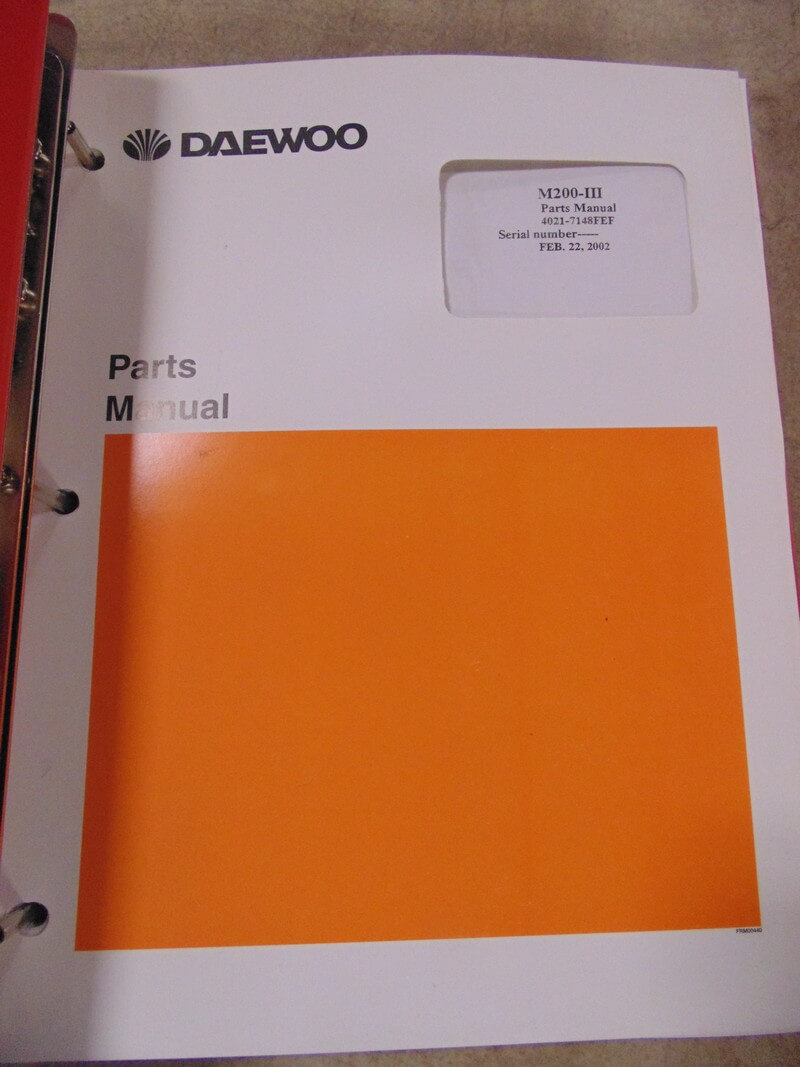 DAEWOO
M200-III
Parts Manual
4021-7148FEF
Serial number-----
FEB. 22, 2002
Parts
Manual